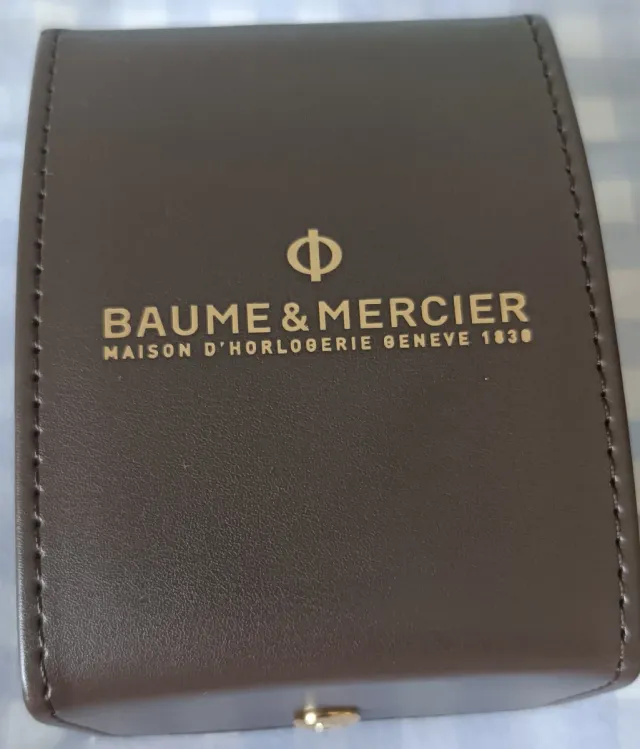 Φ
BAUME & MERCIER
MAISON D'HORLOGERIE GENEVE 1830